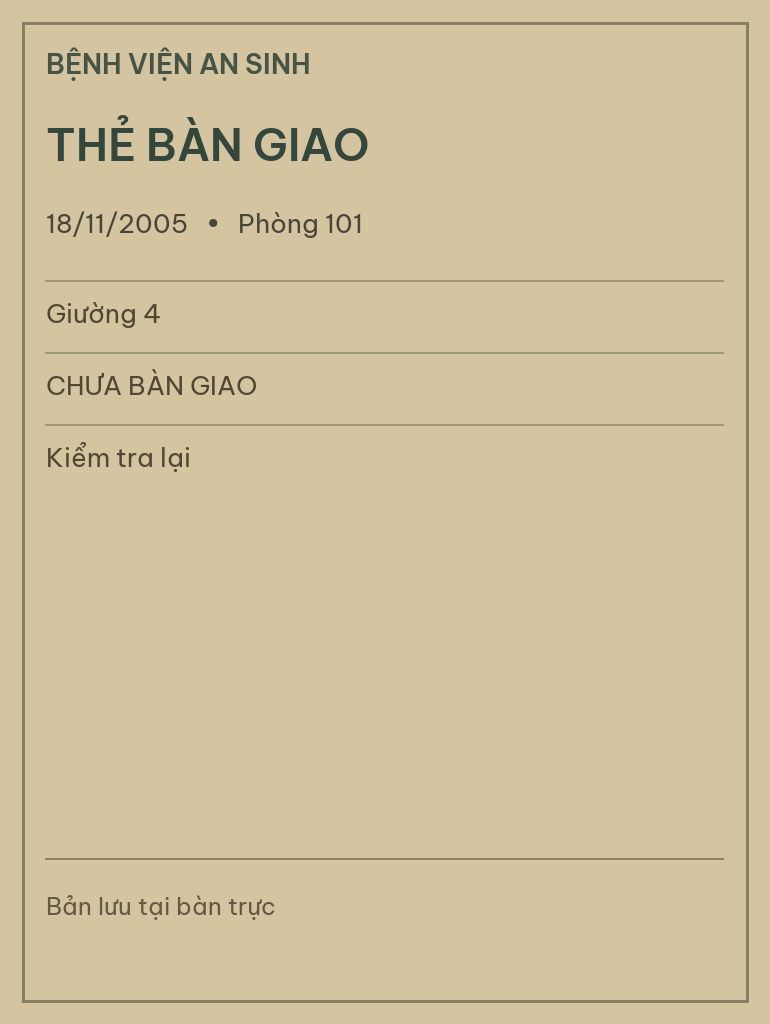 BỆNH VIỆN AN SINH
THẺ BÀN GIAO
18/11/2005 • Phòng 101
Giường 4
CHƯA BÀN GIAO
Kiểm tra lại
Bản lưu tại bàn trực